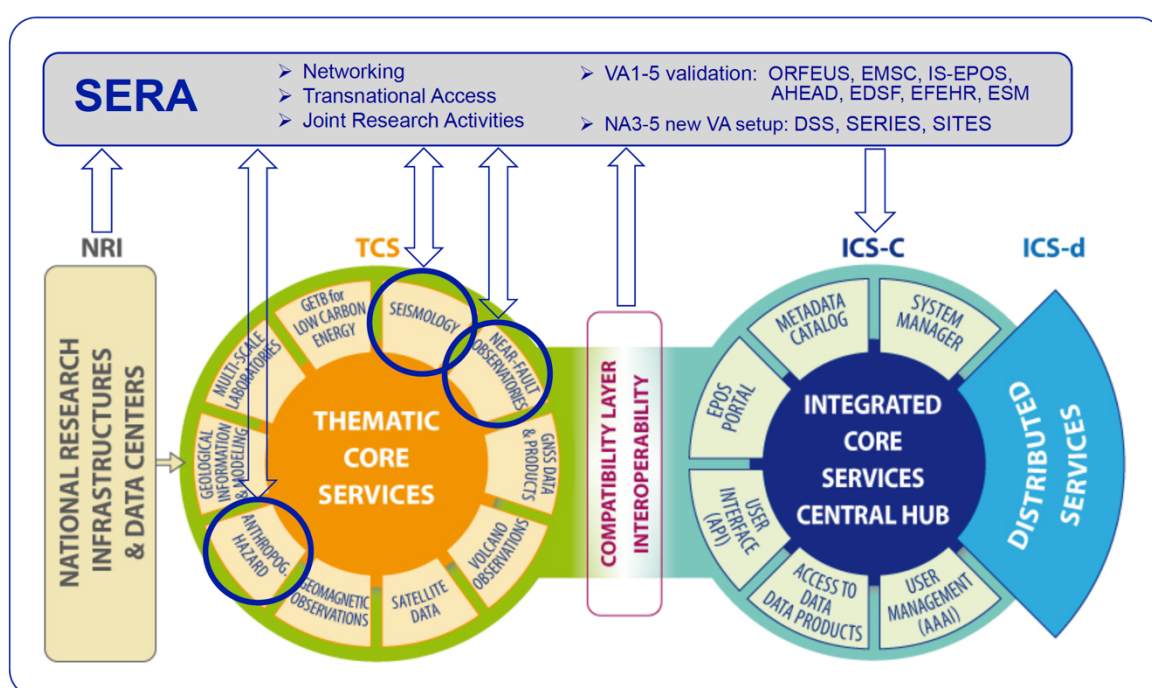 SERA
➢ Networking
➢ Transnational Access
➢ Joint Research Activities
➢ VA1-5 validation: ORFEUS, EMSC, IS-EPOS,
AHEAD, EDSF, EFEHR, ESM
➢ NA3-5 new VA setup: DSS, SERIES, SITES
NRI
NATIONAL RESEARCH
INFRASTRUCTURES
& DATA CENTERS
TCS
THEMATIC
CORE
SERVICES
SEISMOLOGY
NEAR-FAULT
OBSERVATORIES
GNSS DATA
& PRODUCTS
VOLCANO
OBSERVATIONS
SATELLITE
DATA
GEOMAGNETIC
OBSERVATIONS
ANTHROPOG.
HAZARD
GEOLOGICAL
INFORMATION
& MODELING
MULTI-SCALE
LABORATORIES
GETB for
LOW CARBON
ENERGY
COMPATIBILITY LAYER
INTEROPERABILITY
ICS-C
INTEGRATED
CORE
SERVICES
CENTRAL HUB
METADATA
CATALOG
SYSTEM
MANAGER
EPOS
PORTAL
USER
INTERFACE
(API)
ACCESS TO
DATA
DATA PRODUCTS
USER
MANAGEMENT
(AAAI)
ICS-d
DISTRIBUTED
SERVICES